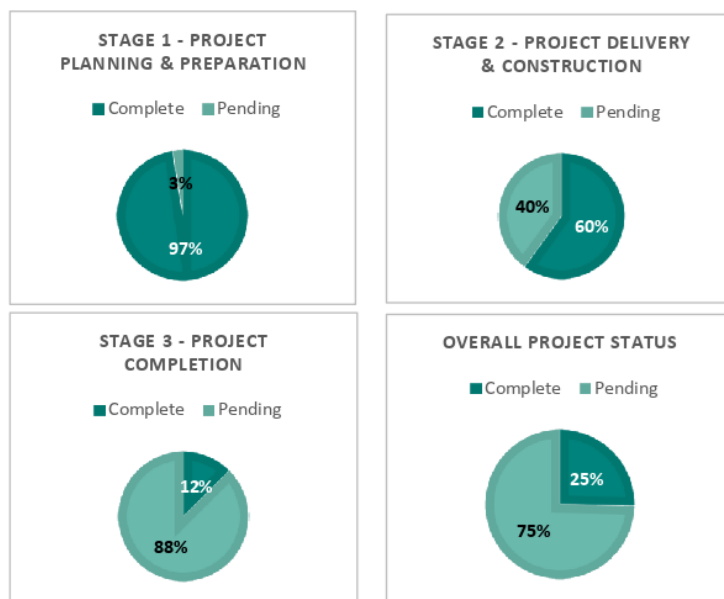 STAGE 1 - PROJECT
PLANNING & PREPARATION
Complete Pending
3%
97%
STAGE 2 - PROJECT DELIVERY
& CONSTRUCTION
Complete Pending
40%
60%
STAGE 3 - PROJECT
COMPLETION
Complete Pending
12%
88%
OVERALL PROJECT STATUS
Complete Pending
25%
75%